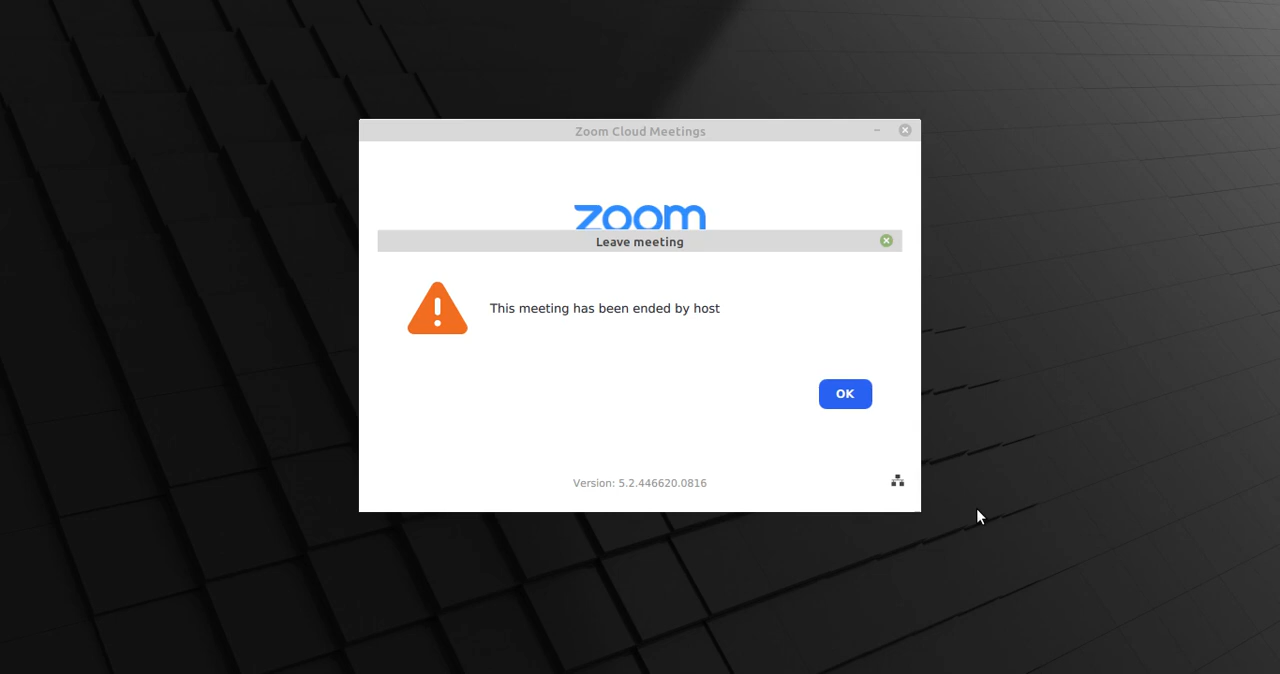 Zoom Cloud Meetings
zoom
Leave meeting
This meeting has been ended by host
OK
Version: 5.2.446620.0816